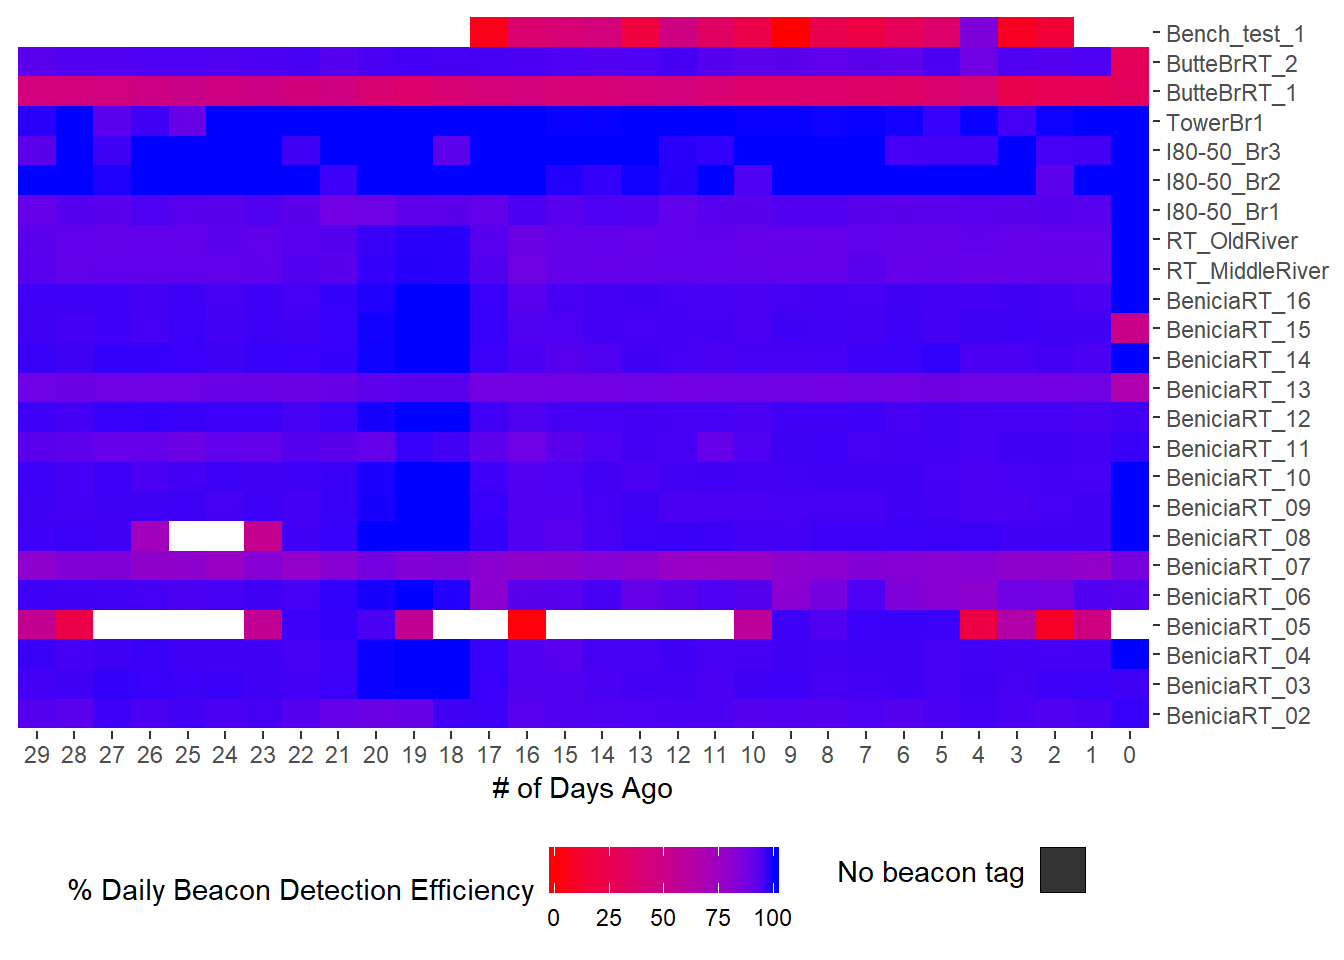 Bench_test_1
ButteBrRT_2
ButteBrRT_1
TowerBr1
I80-50_Br3
I80-50_Br2
I80-50_Br1
RT_OldRiver
RT_MiddleRiver
BeniciaRT_16
BeniciaRT_15
BeniciaRT_14
BeniciaRT_13
BeniciaRT_12
BeniciaRT_11
BeniciaRT_10
BeniciaRT_09
BeniciaRT_08
BeniciaRT_07
BeniciaRT_06
BeniciaRT_05
BeniciaRT_04
BeniciaRT_03
BeniciaRT_02
29 28 27 26 25 24 23 22 21 20 19 18 17 16 15 14 13 12 11 10 9 8 7 6 5 4 3 2 1 0
# of Days Ago
% Daily Beacon Detection Efficiency
0 25 50 75 100
No beacon tag